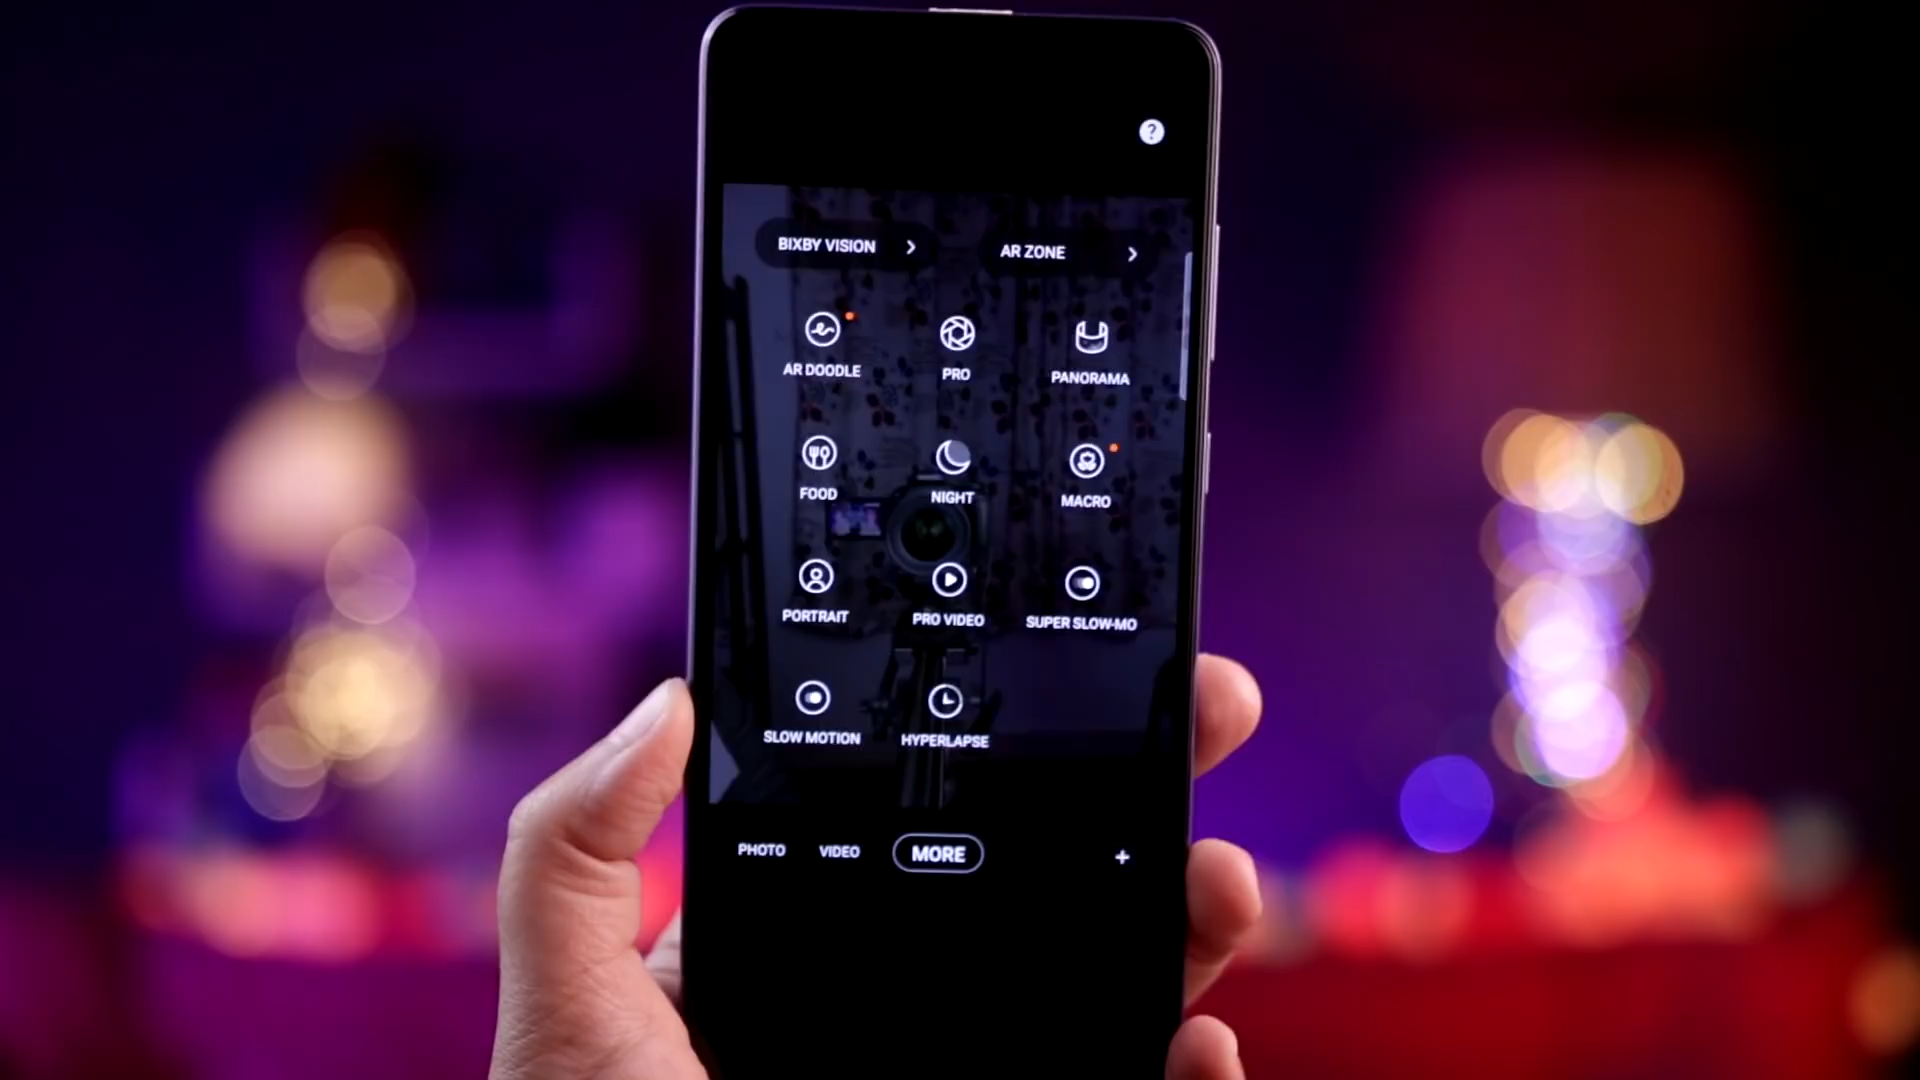 ?
BIXBY VISION >
AR ZONE >
AR DOODLE
PRO
PANORAMA
FOOD
NIGHT
MACRO
PORTRAIT
PRO VIDEO
SUPER SLOW-MO
SLOW MOTION
HYPERLAPSE
PHOTO
VIDEO
MORE
+